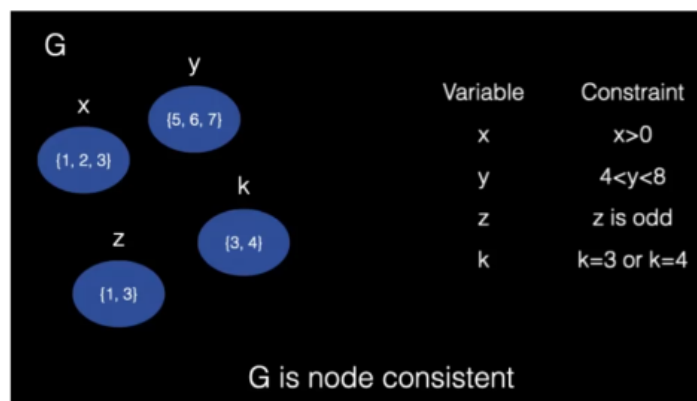 G
y
{5, 6, 7}
x
{1, 2, 3}
k
{3, 4}
z
{1, 3}
Variable Constraint
x x>0
y 4<y<8
z z is odd
k k=3 or k=4
G is node consistent